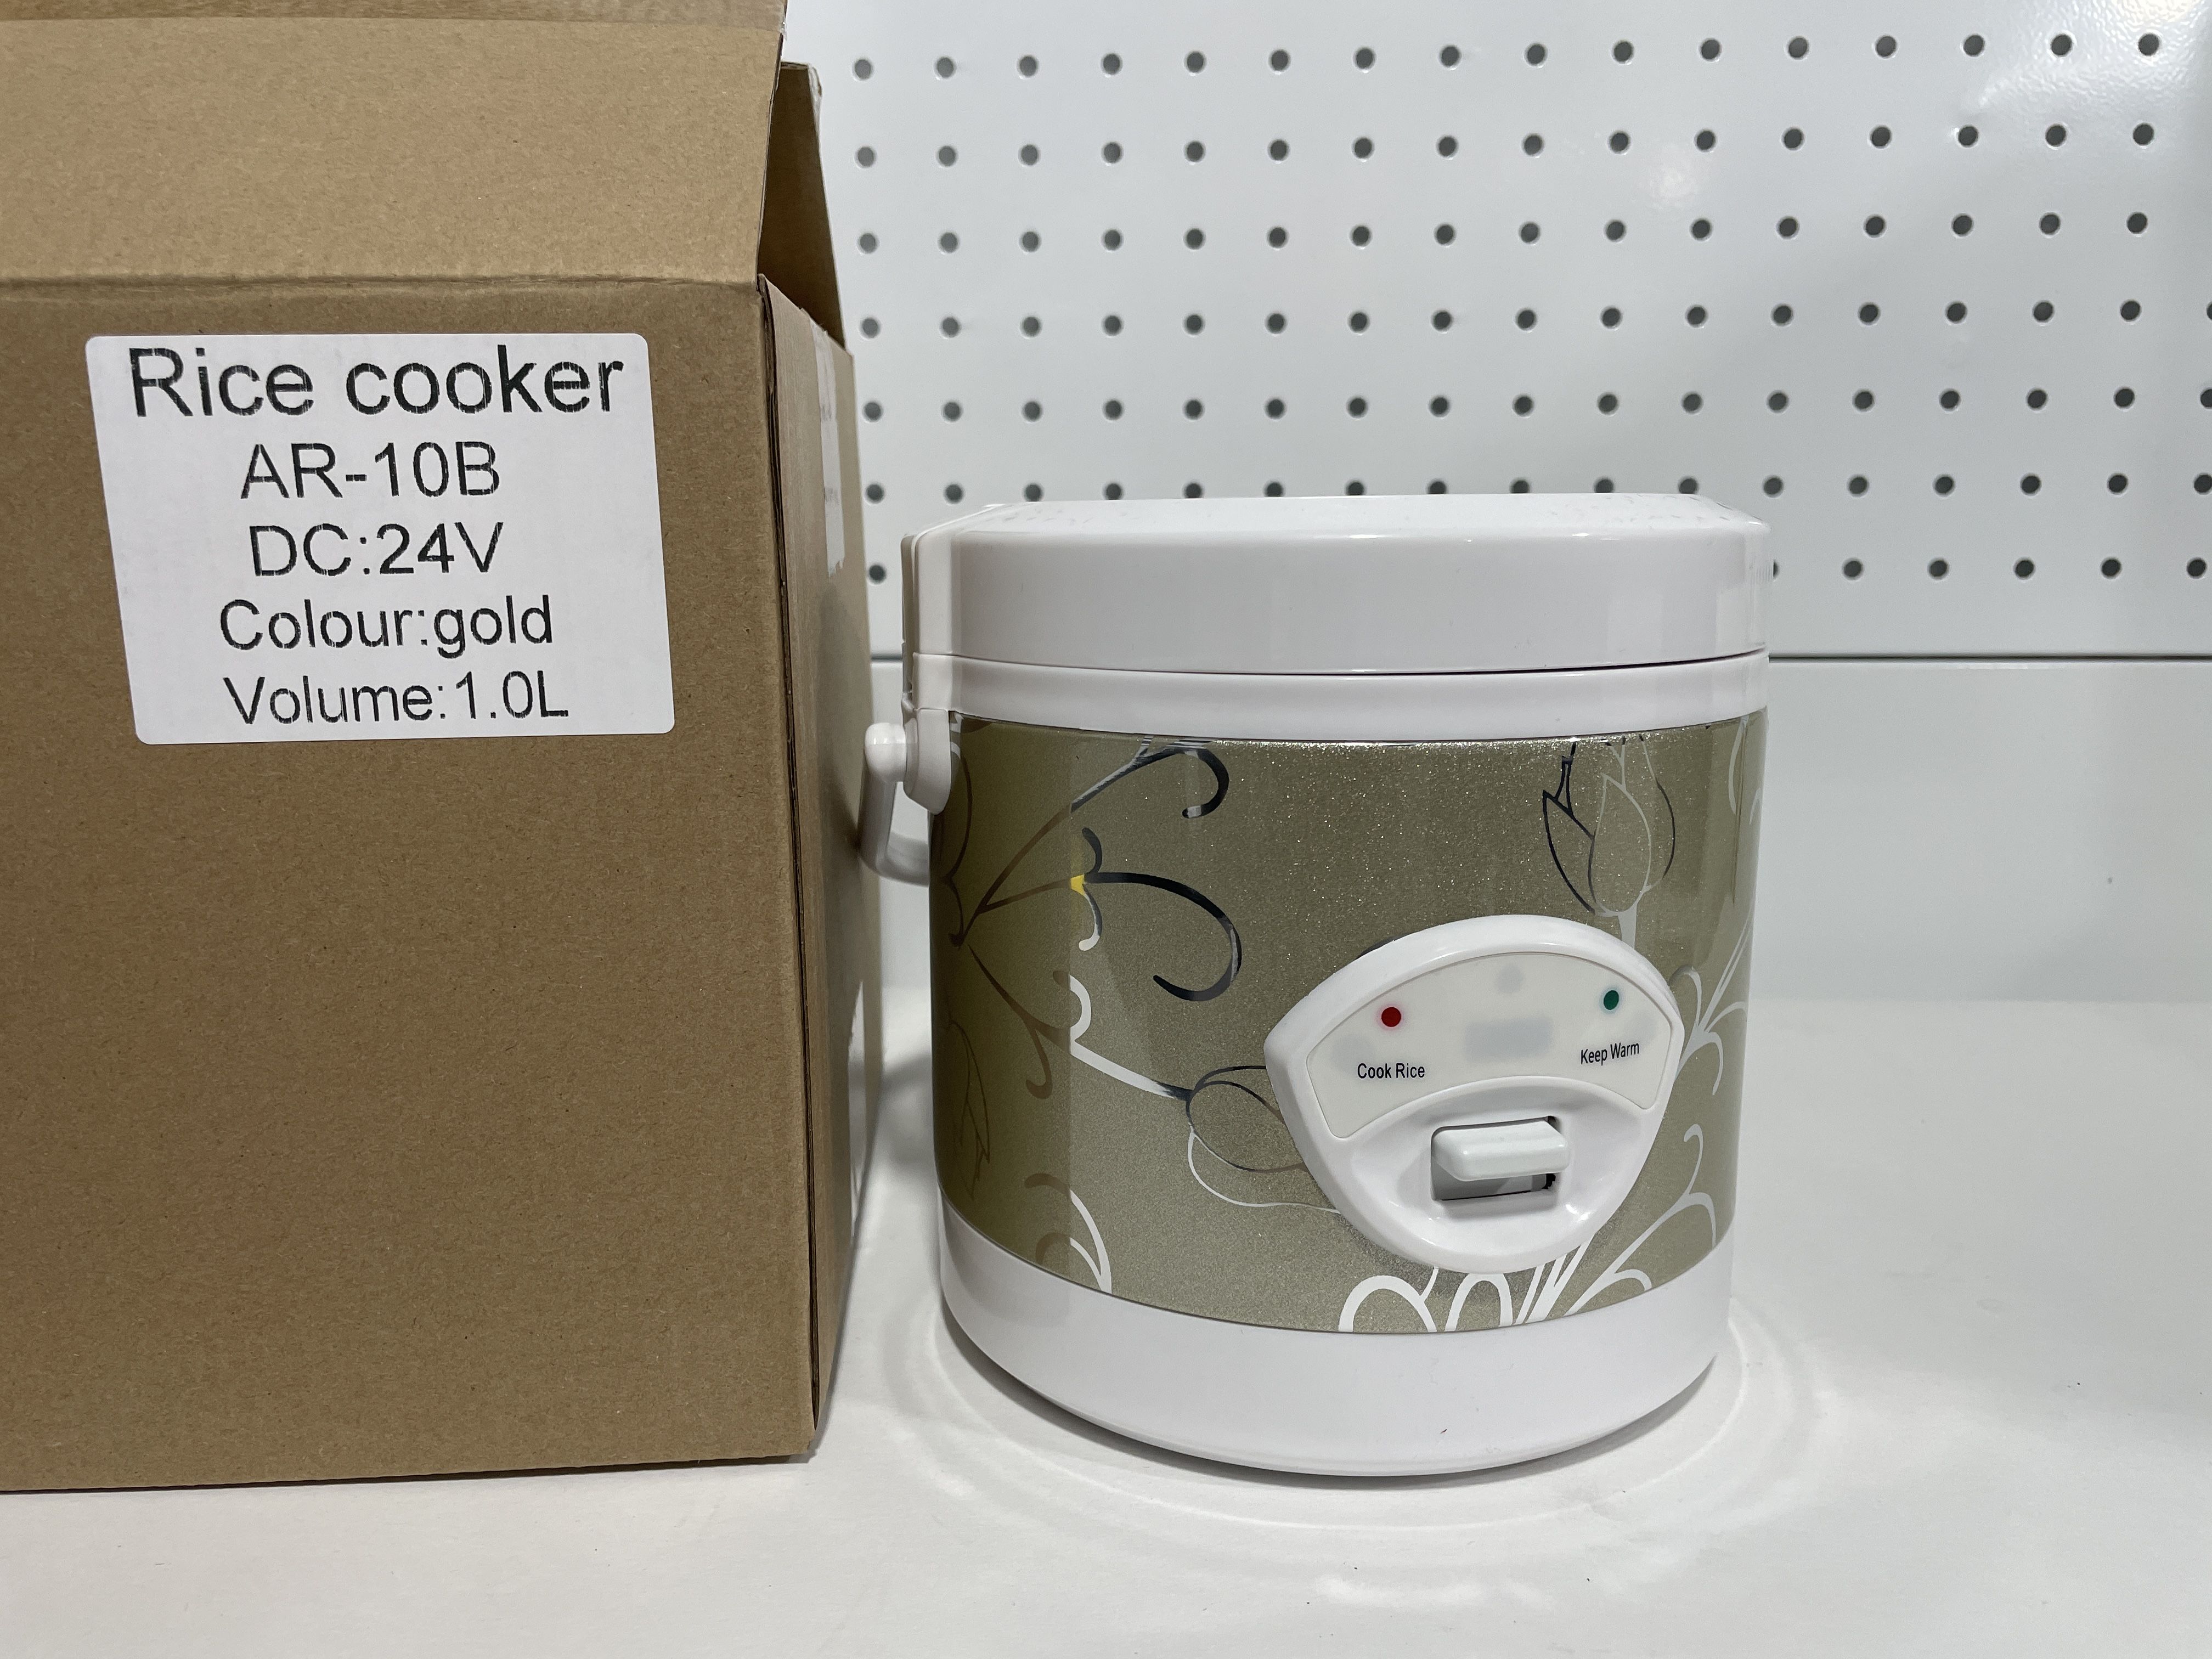 Rice cooker
AR-10B
DC:24V
Colour:gold
Volume:1.0L
Cook Rice
Keep Warm